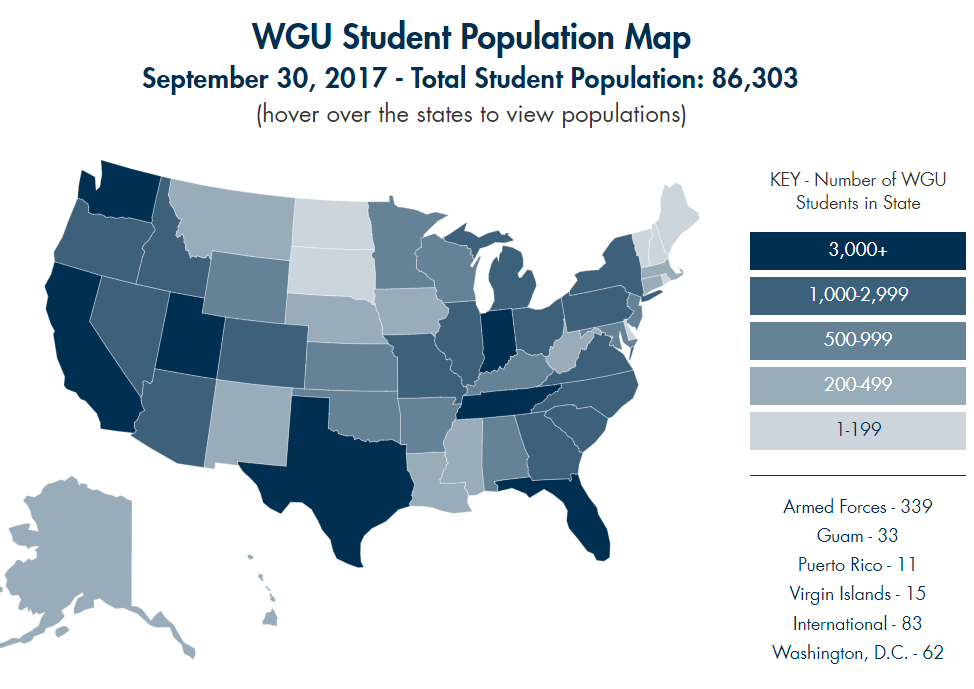 WGU Student Population Map
September 30, 2017 - Total Student Population: 86,303
(hover over the states to view populations)
KEY - Number of WGU
Students in State
3,000+
1,000-2,999
500-999
200-499
1-199
Armed Forces - 339
Guam - 33
Puerto Rico - 11
Virgin Islands - 15
International - 83
Washington, D.C. - 62